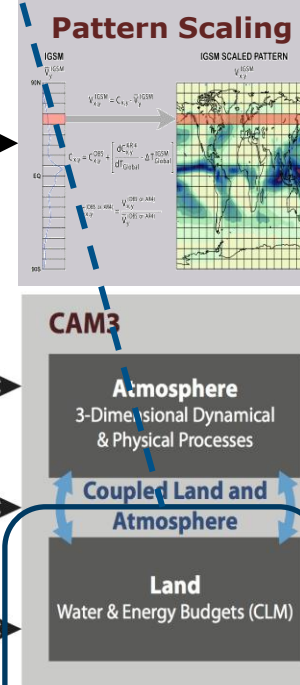 Pattern Scaling
IGSM
IGSM SCALED PATTERN
90N
EQ
90S
CAM3
Atmosphere
3-Dimensional Dynamical
& Physical Processes
Coupled Land and
Atmosphere
Land
Water & Energy Budgets (CLM)